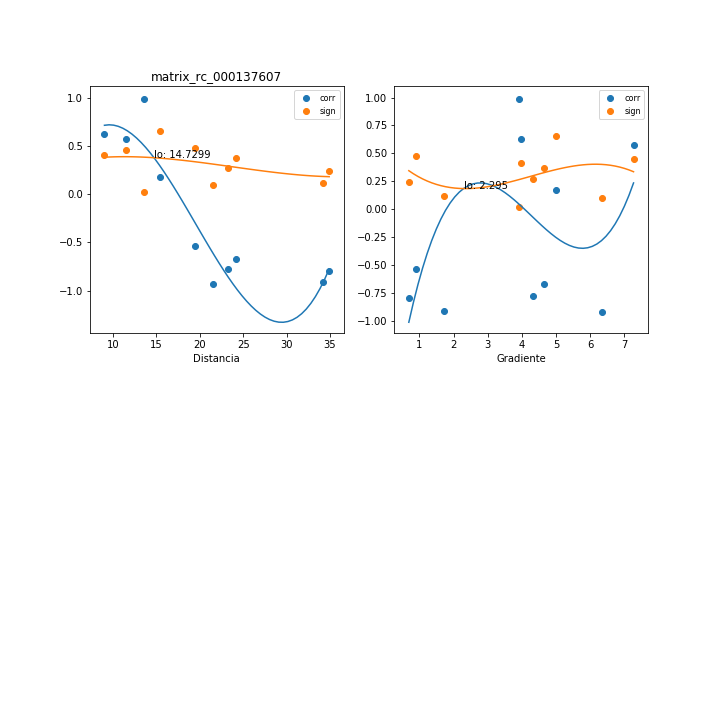 matrix_rc_000137607
corr
sign
Io: 14.7299
1.0
0.5
0.0
−0.5
−1.0
10 15 20 25 30 35
Distancia
corr
sign
Io: 2.295
1.00
0.75
0.50
0.25
0.00
−0.25
−0.50
−0.75
−1.00
1 2 3 4 5 6 7
Gradiente